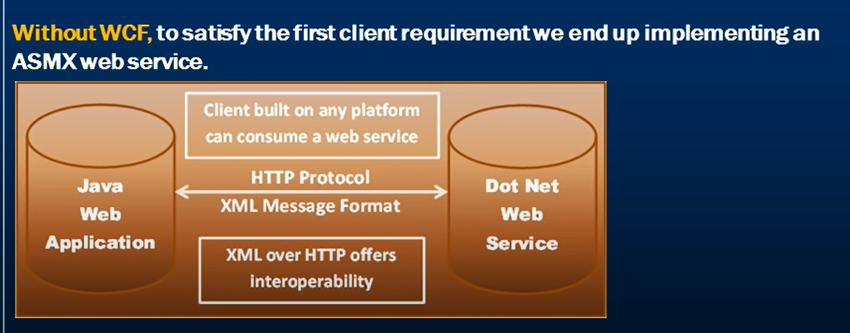 Without WCF, to satisfy the first client requirement we end up implementing an
ASMX web service.
Client built on any platform
can consume a web service
Java
Web
Application
HTTP Protocol
XML Message Format
Dot Net
Web
Service
XML over HTTP offers
interoperability